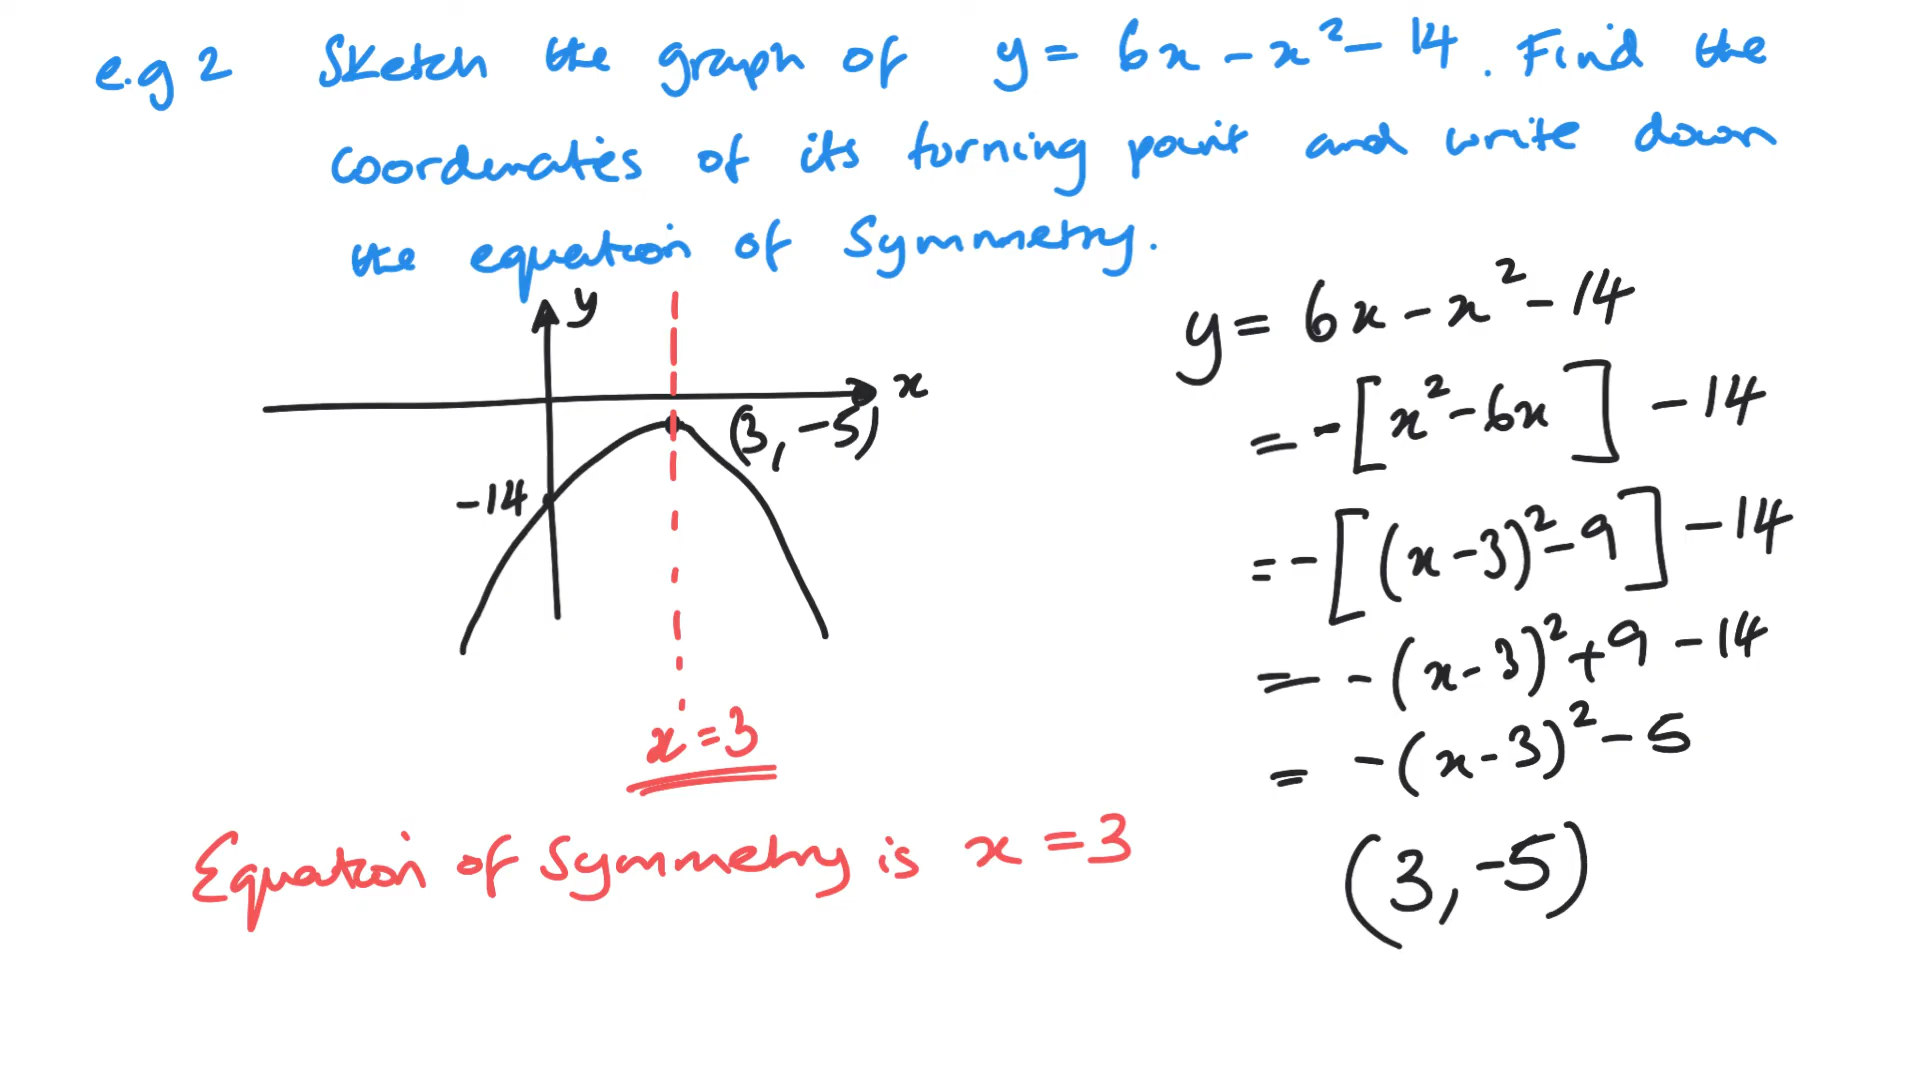 e.g 2 Sketch the graph of y = 6x - x² - 14. Find the
coordinates of its turning point and write down
the equation of symmetry.
y
x
(3, -5)
-14
x = 3
Equation of symmetry is x = 3
y = 6x - x² - 14
= -[x² - 6x] - 14
= -[(x - 3)² - 9] - 14
= -(x - 3)² + 9 - 14
= -(x - 3)² - 5
(3, -5)